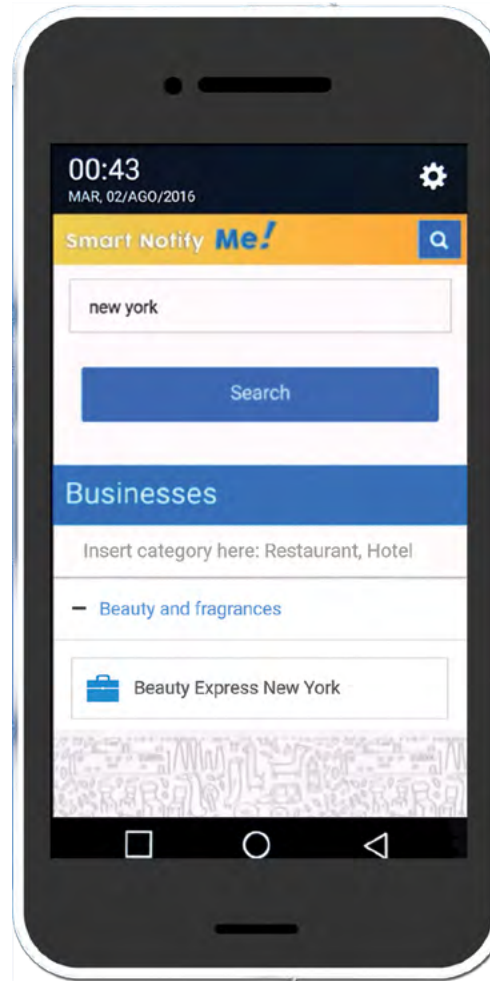 00:43
MAR, 02/AGO/2016
Smart Notify Me!
new york
Search
Businesses
Insert category here: Restaurant, Hotel
− Beauty and fragrances
Beauty Express New York